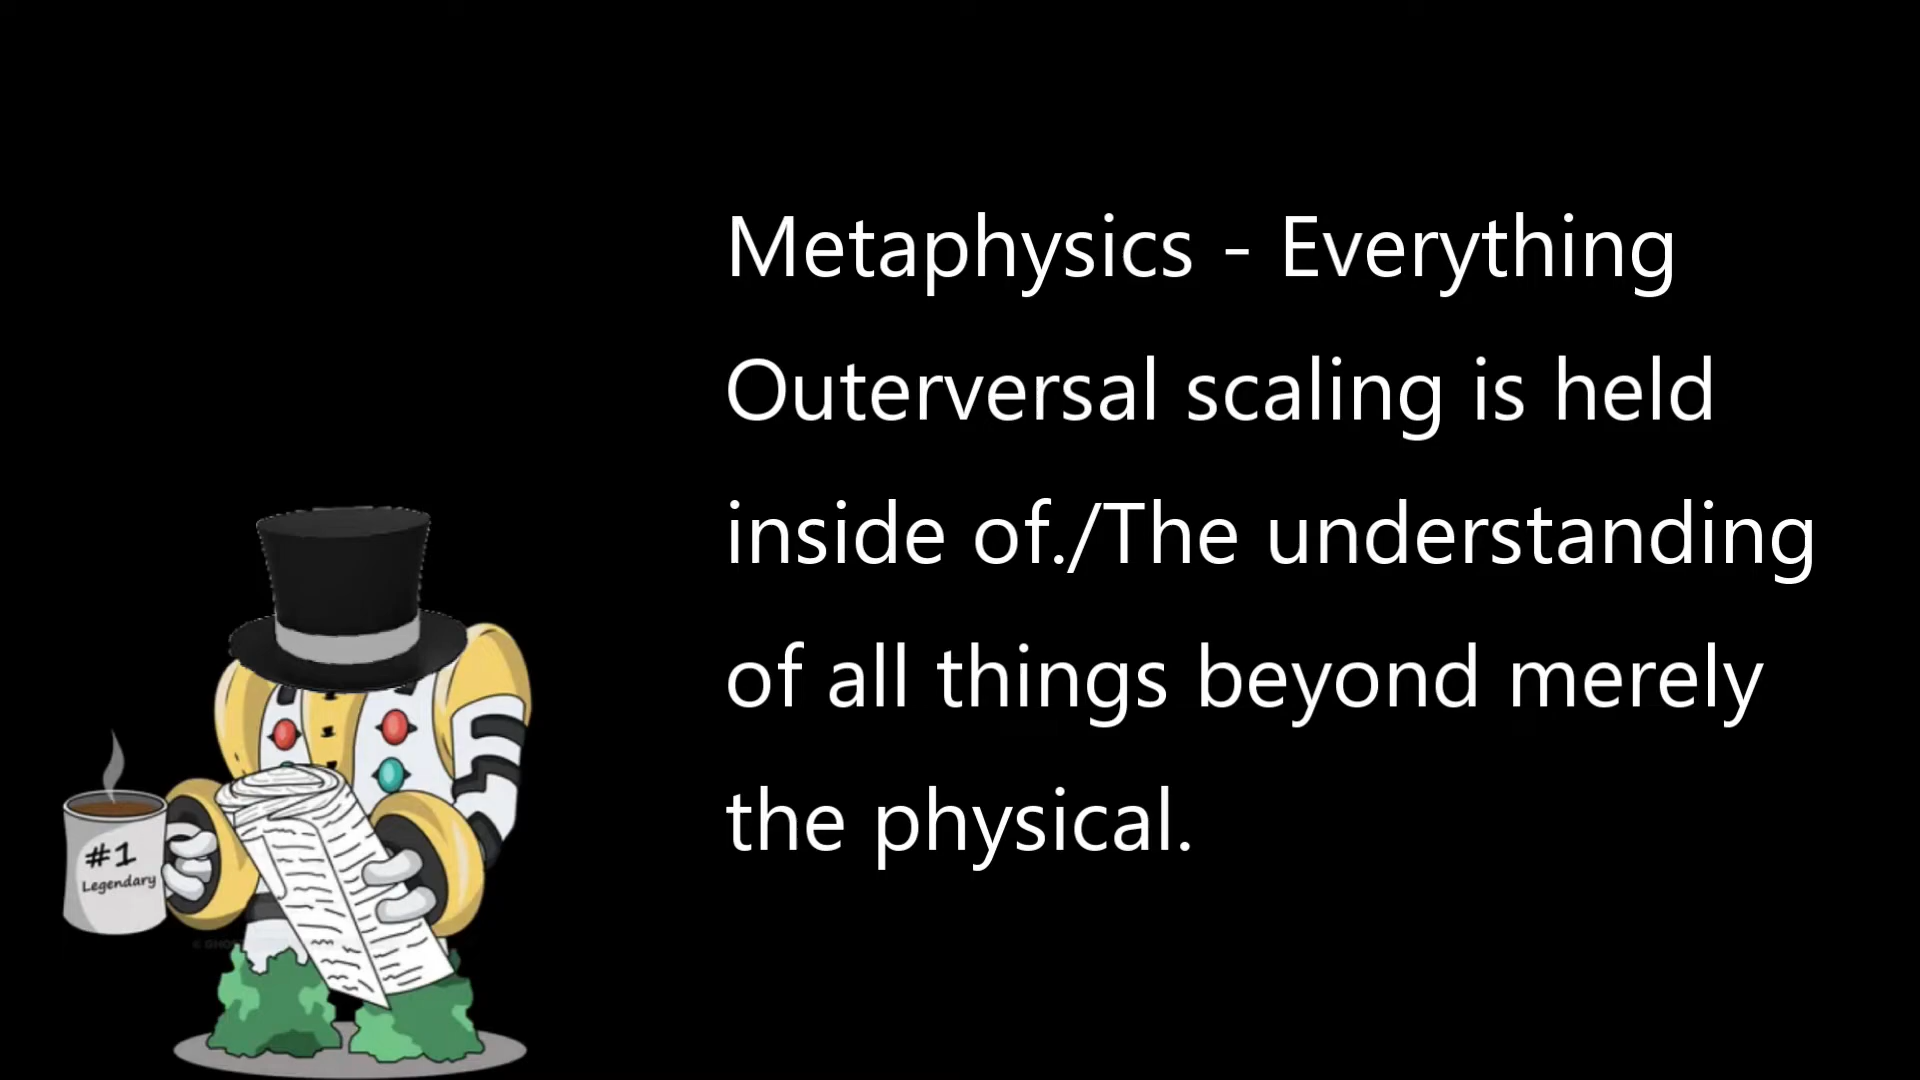 Metaphysics - Everything
Outerversal scaling is held
inside of./The understanding
of all things beyond merely
the physical.
#1
Legendary